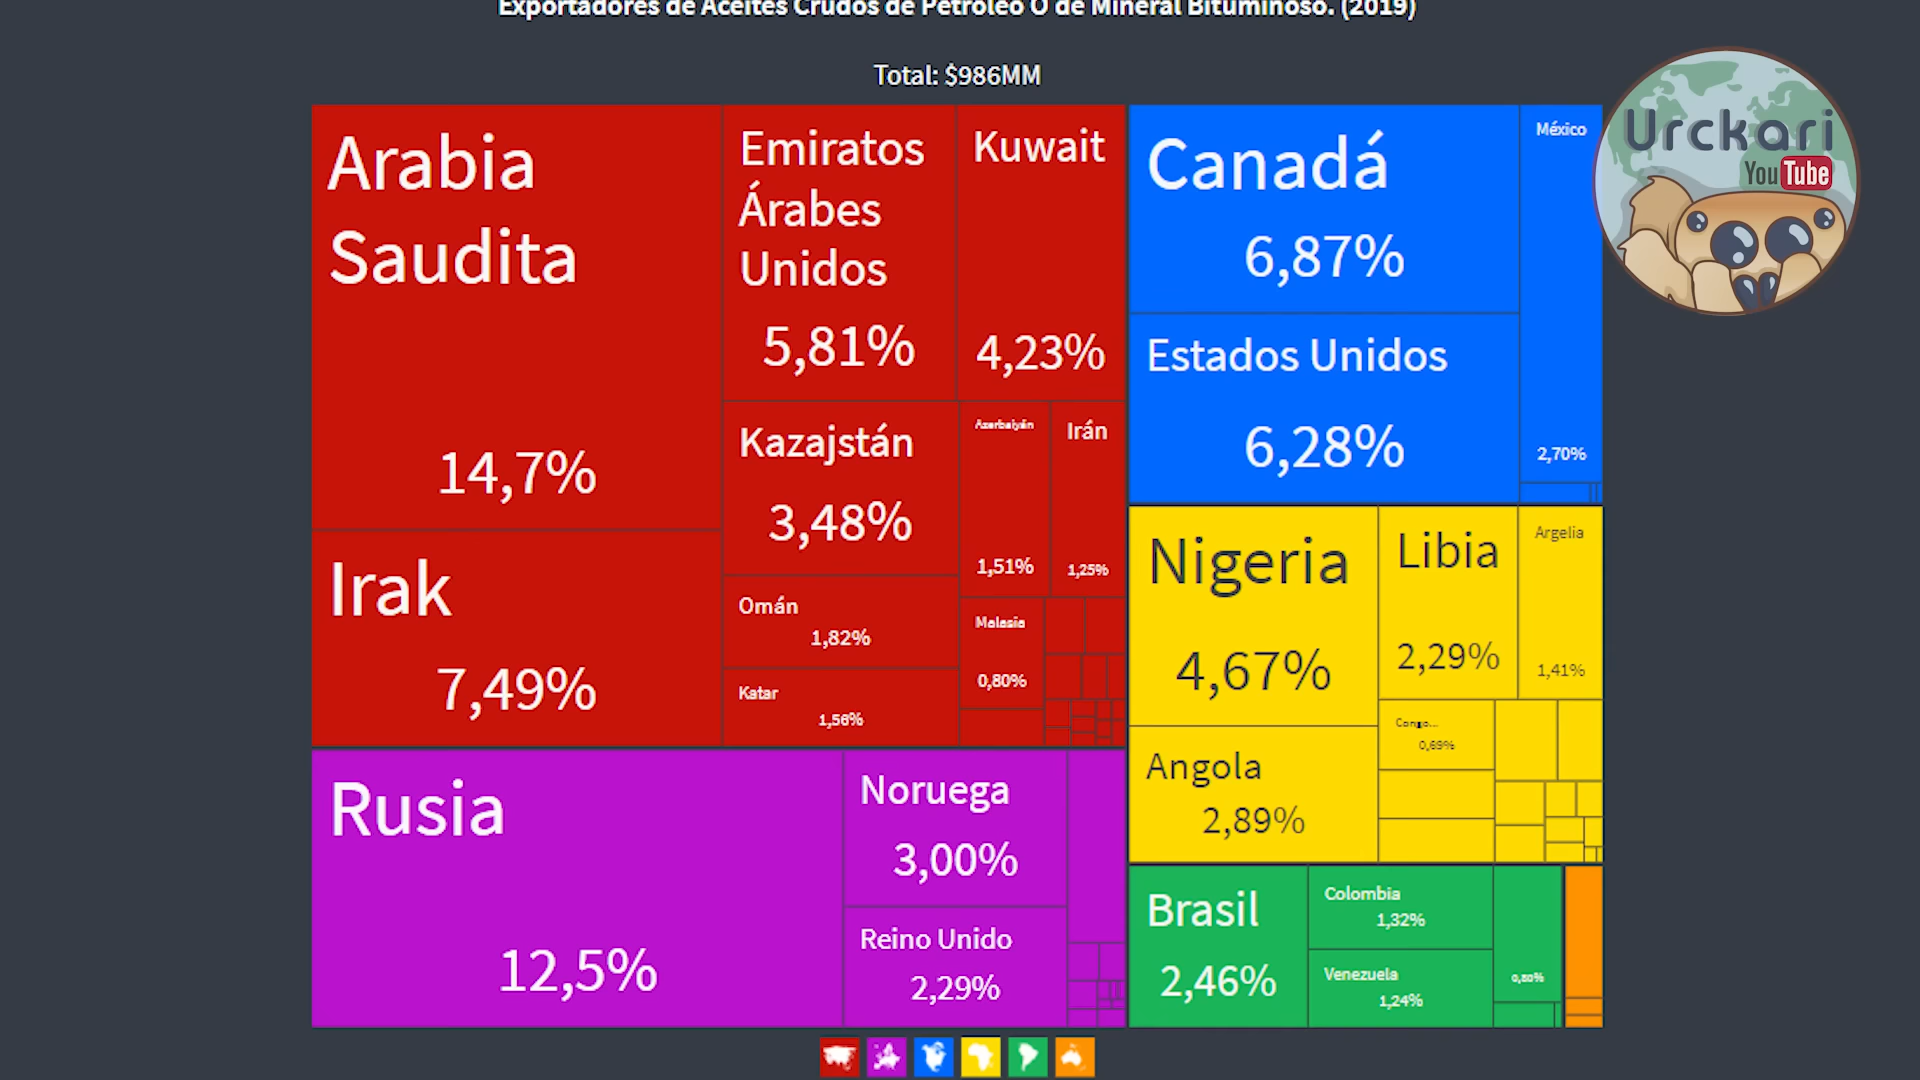 Exportadores de Aceites Crudos de Petróleo O de Mineral Bituminoso. (2019)
Total: $986MM
Arabia
Saudita
14,7%
Irak
7,49%
Emiratos
Árabes
Unidos
5,81%
Kuwait
4,23%
Kazajstán
3,48%
Azerbaiyán
1,51%
Irán
1,25%
Omán
1,82%
Katar
1,56%
Malasia
0,80%
Canadá
6,87%
Estados Unidos
6,28%
México
2,70%
Urckari
YouTube
Nigeria
4,67%
Libia
2,29%
Argelia
1,41%
Angola
2,89%
Congo...
0,69%
Rusia
12,5%
Noruega
3,00%
Reino Unido
2,29%
Brasil
2,46%
Colombia
1,32%
Venezuela
1,24%
0,80%